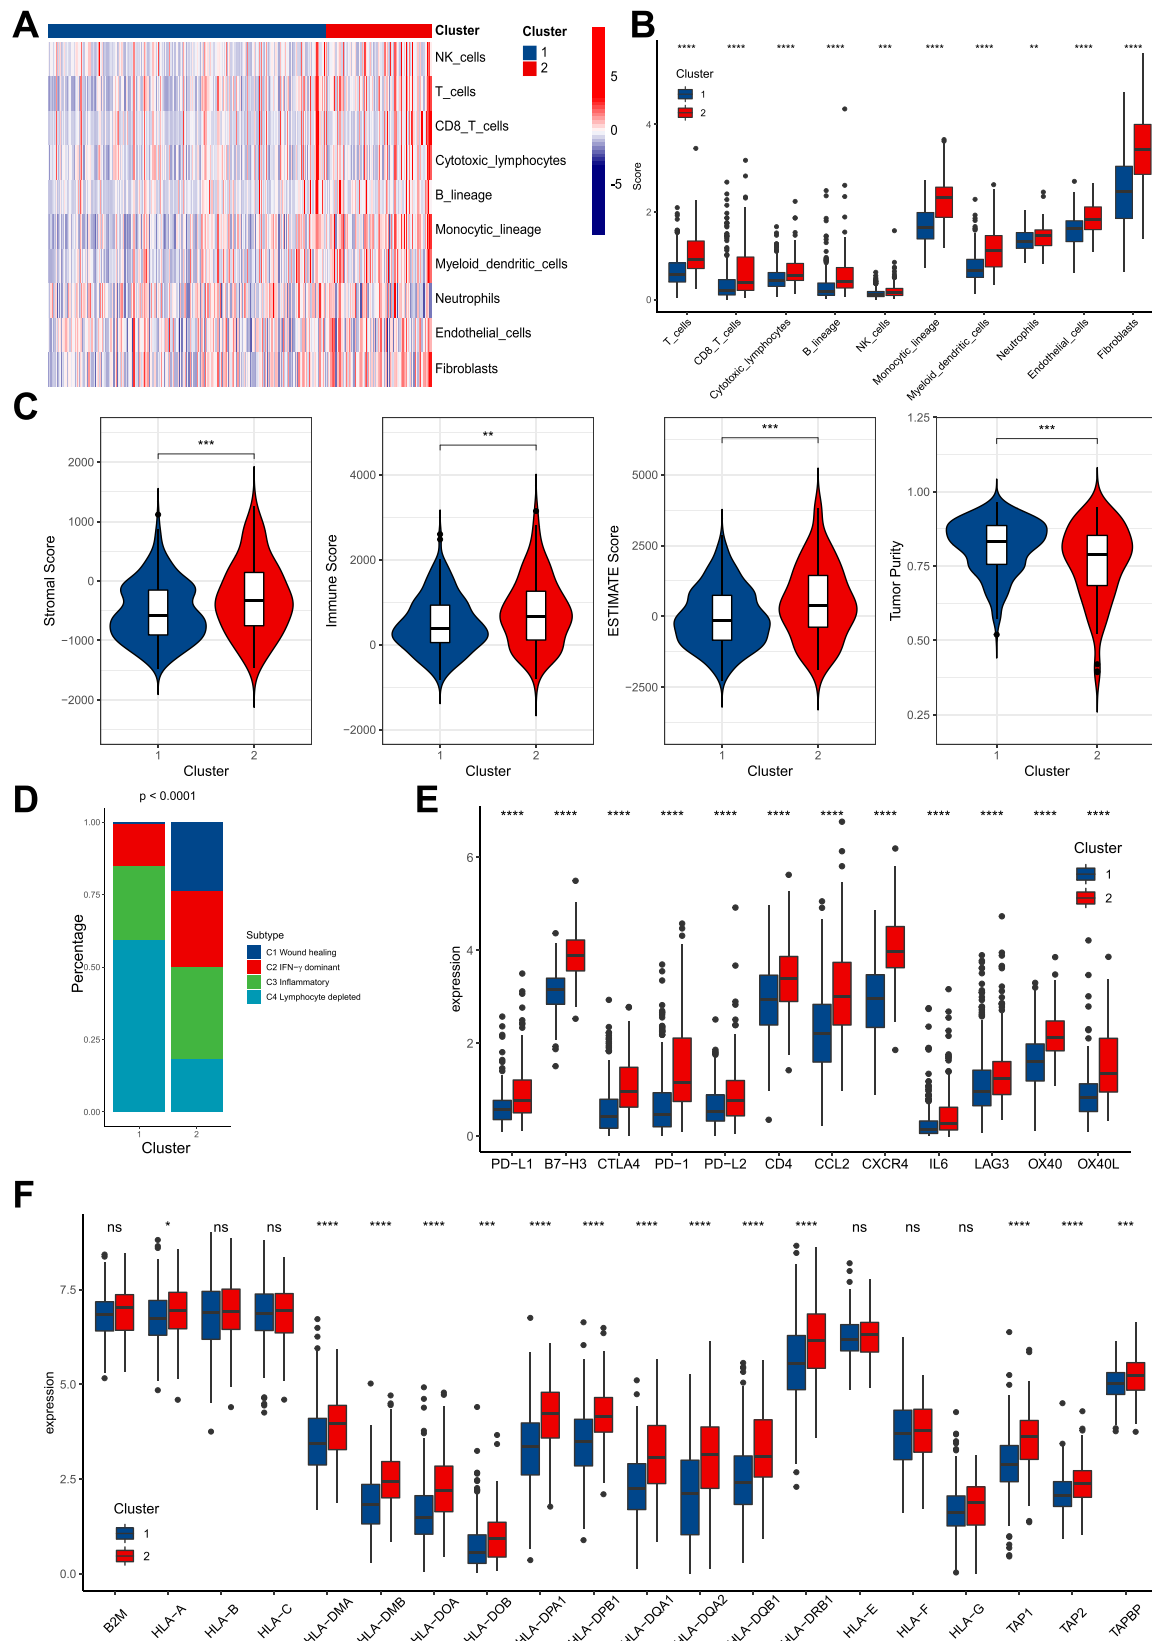 A
Cluster
NK_cells
T_cells
CD8_T_cells
Cytotoxic_lymphocytes
B_lineage
Monocytic_lineage
Myeloid_dendritic_cells
Neutrophils
Endothelial_cells
Fibroblasts
Cluster
1
2
5
0
-5
B
**** **** **** **** *** **** **** ** **** ****
Cluster
1
2
Score
4
2
0
T_cells
CD8_T_cells
Cytotoxic_lymphocytes
B_lineage
NK_cells
Monocytic_lineage
Myeloid_dendritic_cells
Neutrophils
Endothelial_cells
Fibroblasts
C
Stromal Score
2000
1000
0
−1000
−2000
***
1 2
Cluster
Immune Score
4000
2000
0
−2000
**
1 2
Cluster
ESTIMATE Score
5000
2500
0
−2500
***
1 2
Cluster
Tumor Purity
1.25
1.00
0.75
0.50
0.25
***
1 2
Cluster
D
p < 0.0001
Percentage
1.00
0.75
0.50
0.25
0.00
1 2
Cluster
Subtype
C1 Wound healing
C2 IFN−γ dominant
C3 Inflammatory
C4 Lymphocyte depleted
E
**** **** **** **** **** **** **** **** **** **** **** ****
Cluster
1
2
expression
6
4
2
0
PD−L1 B7−H3 CTLA4 PD−1 PD−L2 CD4 CCL2 CXCR4 IL6 LAG3 OX40 OX40L
F
ns * ns ns **** **** **** *** **** **** **** **** **** **** ns ns ns **** **** ***
expression
7.5
5.0
2.5
0.0
Cluster
1
2
B2M
HLA−A
HLA−B
HLA−C
HLA−DMA
HLA−DMB
HLA−DOA
HLA−DOB
HLA−DPA1
HLA−DPB1
HLA−DQA1
HLA−DQA2
HLA−DQB1
HLA−DRB1
HLA−E
HLA−F
HLA−G
TAP1
TAP2
TAPBP